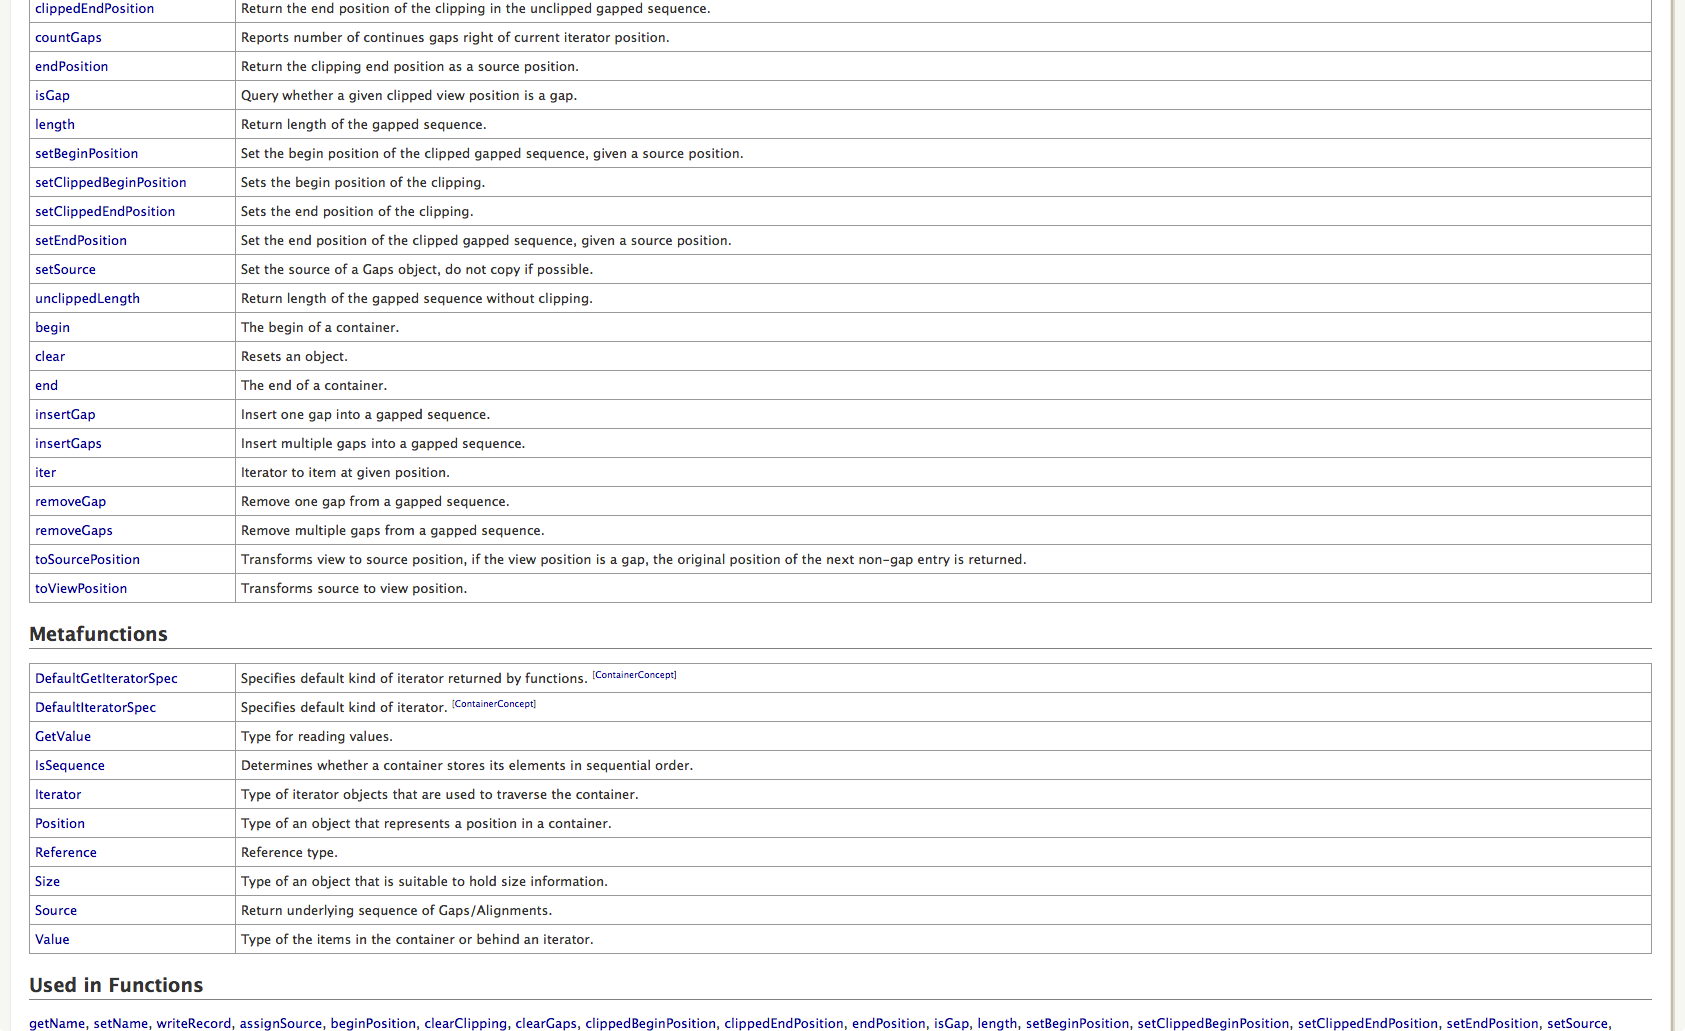 clippedEndPosition Return the end position of the clipping in the unclipped gapped sequence.
countGaps Reports number of continues gaps right of current iterator position.
endPosition Return the clipping end position as a source position.
isGap Query whether a given clipped view position is a gap.
length Return length of the gapped sequence.
setBeginPosition Set the begin position of the clipped gapped sequence, given a source position.
setClippedBeginPosition Sets the begin position of the clipping.
setClippedEndPosition Sets the end position of the clipping.
setEndPosition Set the end position of the clipped gapped sequence, given a source position.
setSource Set the source of a Gaps object, do not copy if possible.
unclippedLength Return length of the gapped sequence without clipping.
begin The begin of a container.
clear Resets an object.
end The end of a container.
insertGap Insert one gap into a gapped sequence.
insertGaps Insert multiple gaps into a gapped sequence.
iter Iterator to item at given position.
removeGap Remove one gap from a gapped sequence.
removeGaps Remove multiple gaps from a gapped sequence.
toSourcePosition Transforms view to source position, if the view position is a gap, the original position of the next non-gap entry is returned.
toViewPosition Transforms source to view position.
Metafunctions
DefaultGetIteratorSpec Specifies default kind of iterator returned by functions. [ContainerConcept]
DefaultIteratorSpec Specifies default kind of iterator. [ContainerConcept]
GetValue Type for reading values.
IsSequence Determines whether a container stores its elements in sequential order.
Iterator Type of iterator objects that are used to traverse the container.
Position Type of an object that represents a position in a container.
Reference Reference type.
Size Type of an object that is suitable to hold size information.
Source Return underlying sequence of Gaps/Alignments.
Value Type of the items in the container or behind an iterator.
Used in Functions
getName, setName, writeRecord, assignSource, beginPosition, clearClipping, clearGaps, clippedBeginPosition, clippedEndPosition, endPosition, isGap, length, setBeginPosition, setClippedBeginPosition, setClippedEndPosition, setEndPosition, setSource,